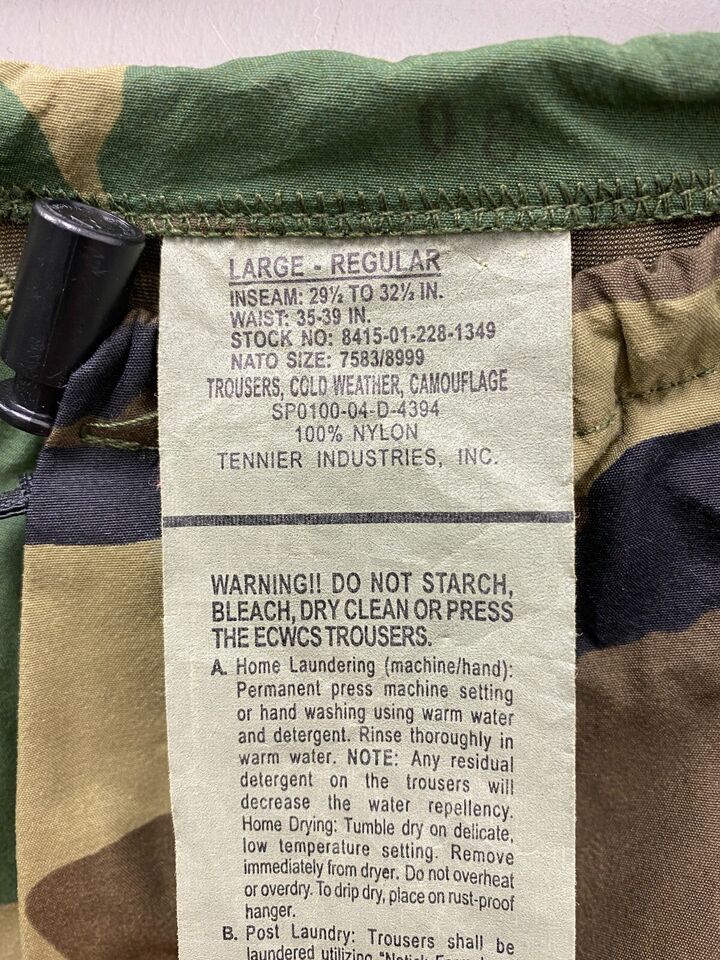 08
LARGE - REGULAR
INSEAM: 29½ TO 32½ IN.
WAIST: 35-39 IN.
STOCK NO: 8415-01-228-1349
NATO SIZE: 7583/8999
TROUSERS, COLD WEATHER, CAMOUFLAGE
SP0100-04-D-4394
100% NYLON
TENNIER INDUSTRIES, INC.
WARNING!! DO NOT STARCH,
BLEACH, DRY CLEAN OR PRESS
THE ECWCS TROUSERS.
A. Home Laundering (machine/hand):
Permanent press machine setting
or hand washing using warm water
and detergent. Rinse thoroughly in
warm water. NOTE: Any residual
detergent on the trousers will
decrease the water repellency.
Home Drying: Tumble dry on delicate,
low temperature setting. Remove
immediately from dryer. Do not overheat
or overdry. To drip dry, place on rust-proof
hanger.
B. Post Laundry: Trousers shall be
laundered utilizing